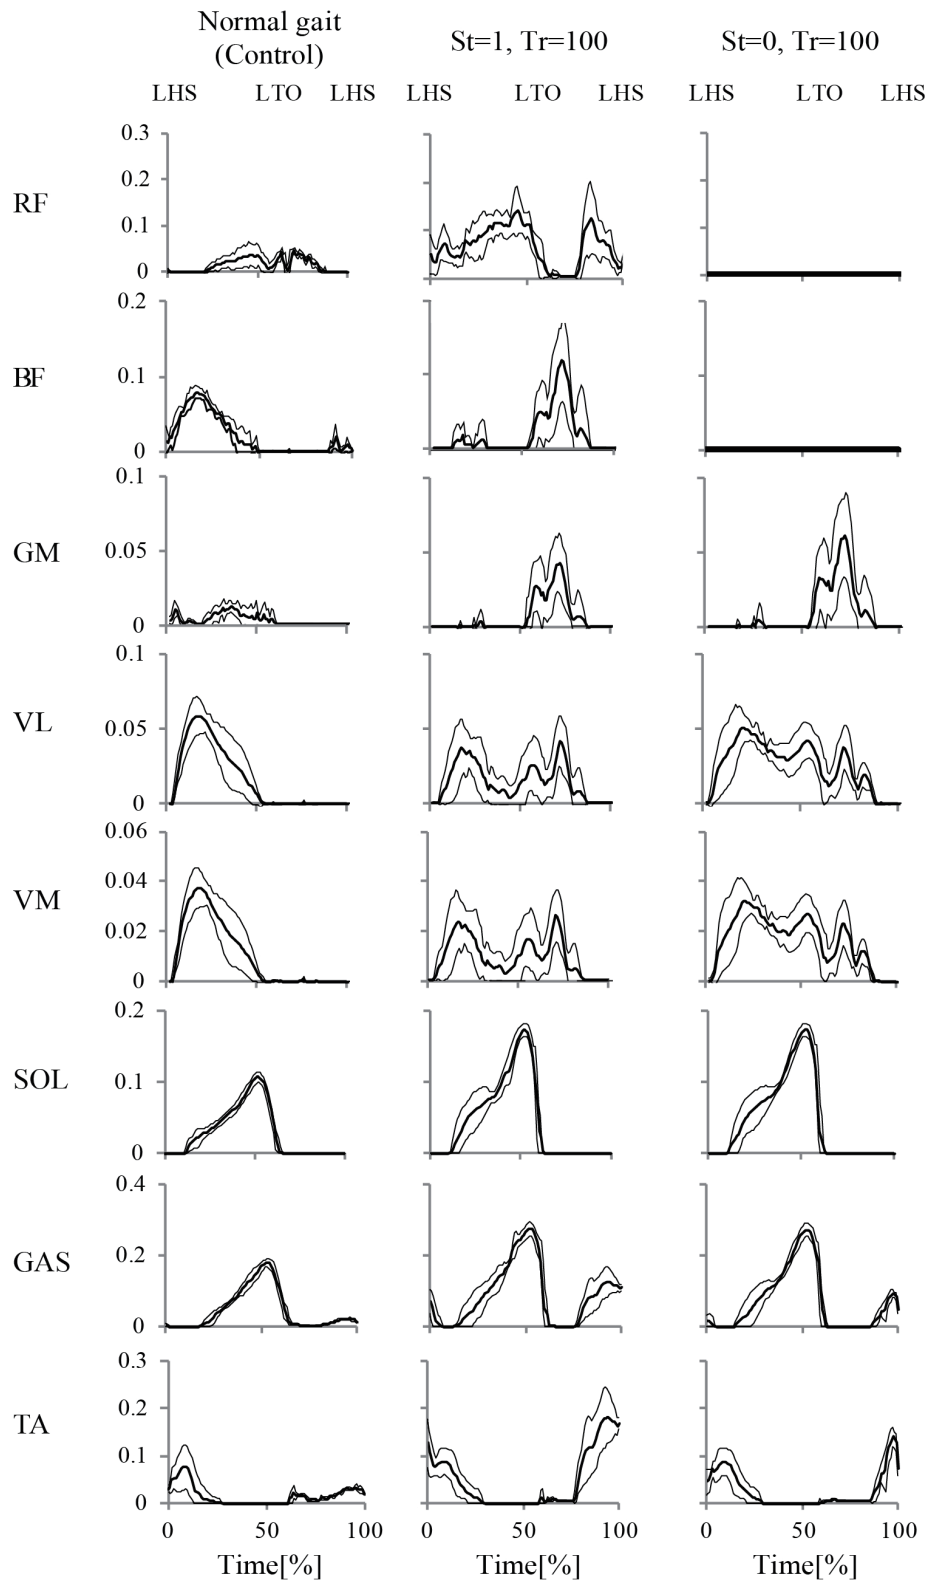 Normal gait
(Control)
St=1, Tr=100
St=0, Tr=100
LHS LTO LHS
LHS LTO LHS
LHS LTO LHS
RF
0.3
0.2
0.1
0
BF
0.2
0.1
0
GM
0.1
0.05
0
VL
0.1
0.05
0
VM
0.06
0.04
0.02
0
SOL
0.2
0.1
0
GAS
0.4
0.2
0
TA
0.3
0.2
0.1
0
0 50 100
0 50 100
0 50 100
Time[%]
Time[%]
Time[%]